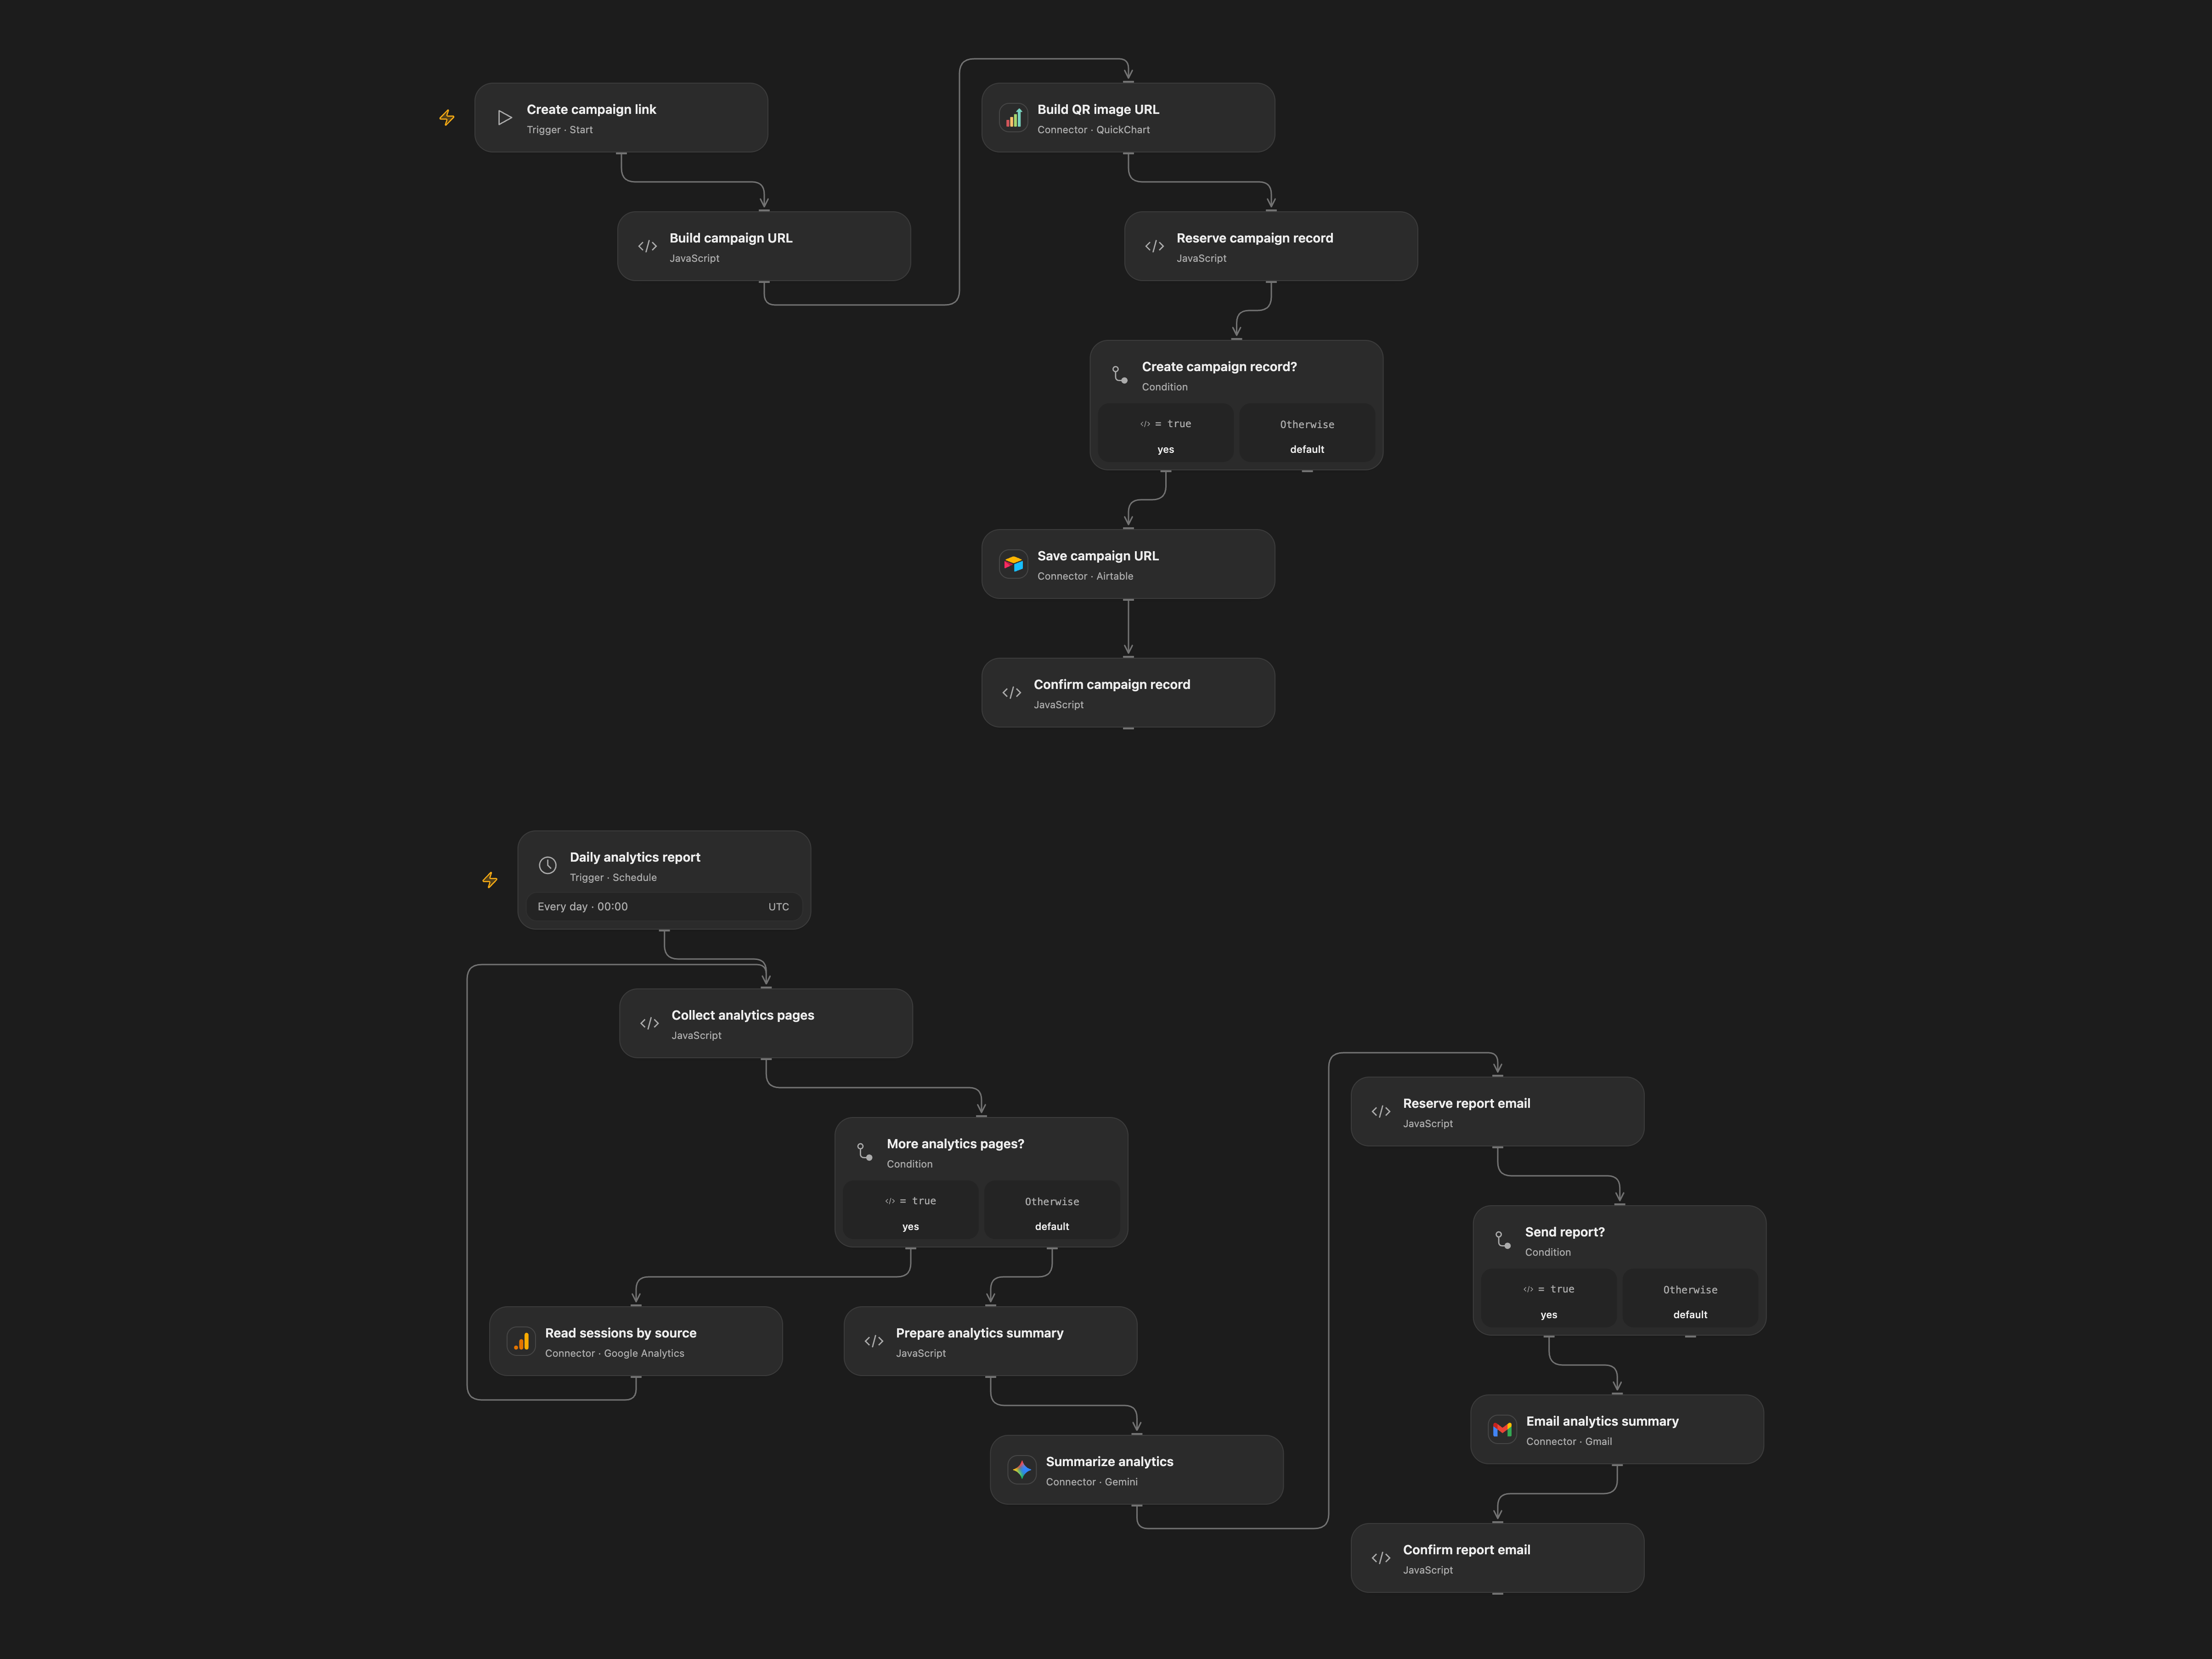 Create campaign link
Trigger · Start
Build campaign URL
JavaScript
Build QR image URL
Connector · QuickChart
Reserve campaign record
JavaScript
Create campaign record?
Condition
</> = true
yes
Otherwise
default
Save campaign URL
Connector · Airtable
Confirm campaign record
JavaScript
Daily analytics report
Trigger · Schedule
Every day · 00:00
UTC
Collect analytics pages
JavaScript
More analytics pages?
Condition
</> = true
yes
Otherwise
default
Read sessions by source
Connector · Google Analytics
Prepare analytics summary
JavaScript
Summarize analytics
Connector · Gemini
Reserve report email
JavaScript
Send report?
Condition
</> = true
yes
Otherwise
default
Email analytics summary
Connector · Gmail
Confirm report email
JavaScript